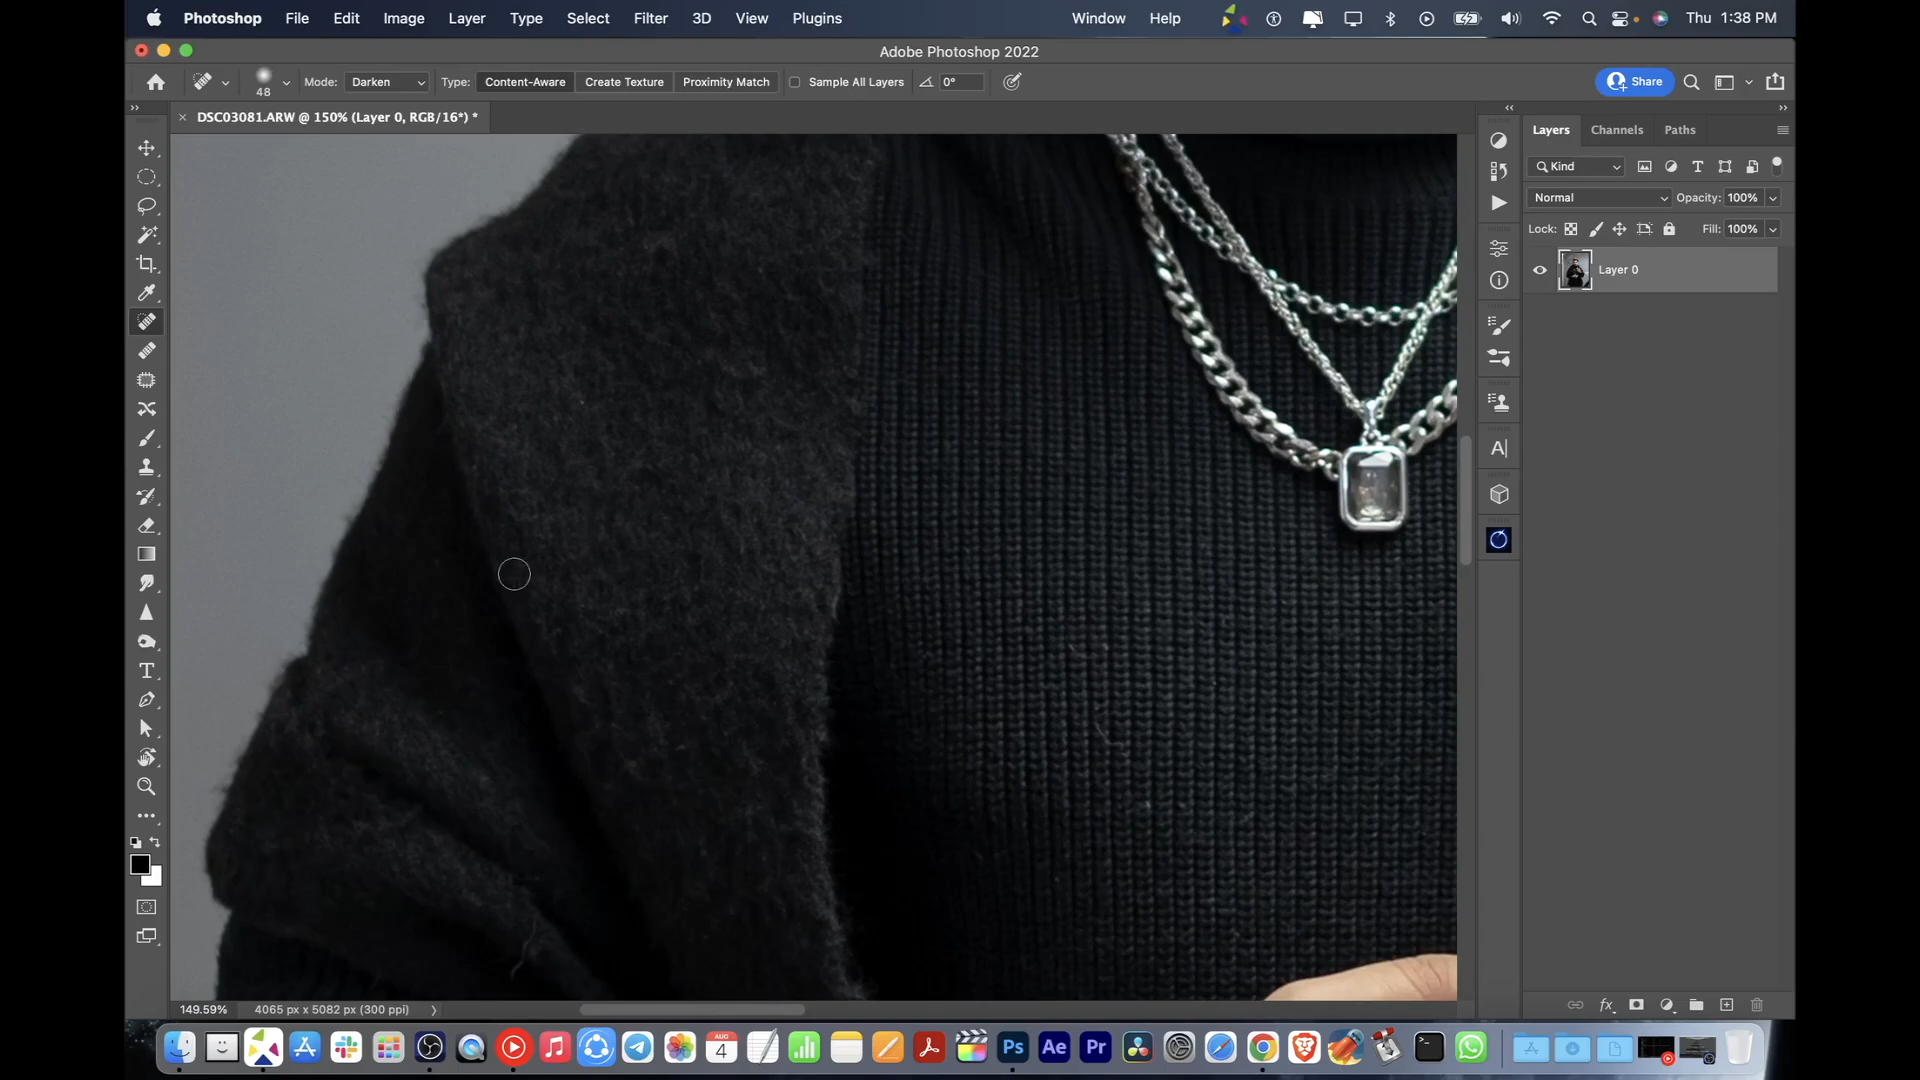 Photoshop File Edit Image Layer Type Select Filter 3D View Plugins Window Help Thu 1:38 PM
Adobe Photoshop 2022
48 Mode: Darken Type: Content-Aware Create Texture Proximity Match Sample All Layers 0° Share
DSC03081.ARW @ 150% (Layer 0, RGB/16*) *
Layers Channels Paths
Kind
Normal Opacity: 100%
Lock: Fill: 100%
Layer 0
149.59% 4065 px x 5082 px (300 ppi)
AUG
4
Ps Ae Pr